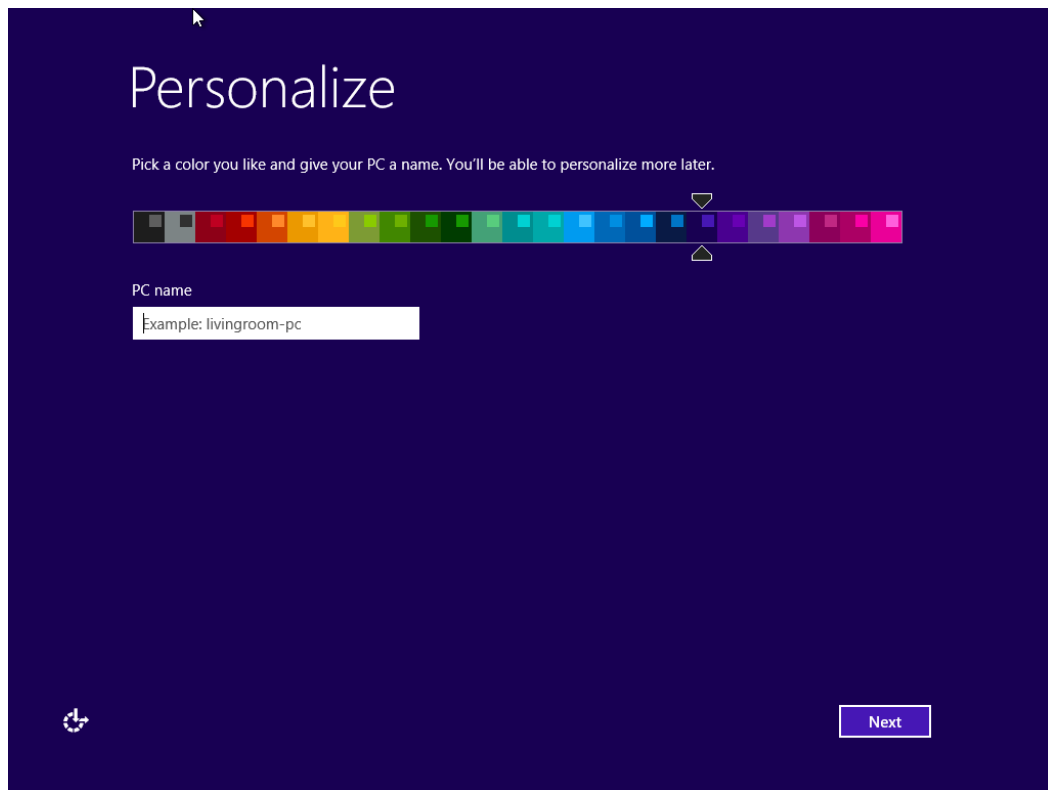 Personalize
Pick a color you like and give your PC a name. You'll be able to personalize more later.
PC name
Example: livingroom-pc
Next